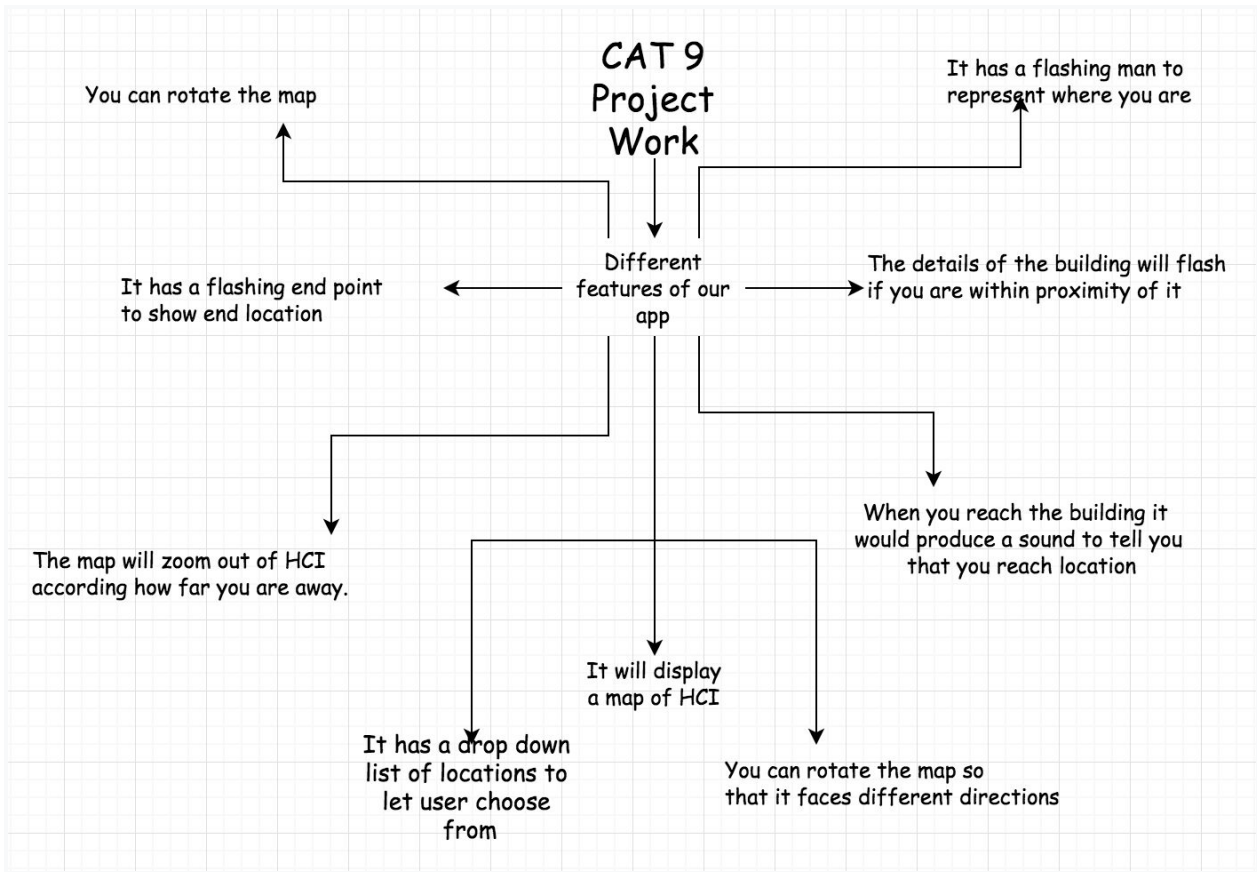 CAT 9
Project
Work
You can rotate the map
It has a flashing man to
represent where you are
Different
features of our
app
It has a flashing end point
to show end location
The details of the building will flash
if you are within proximity of it
The map will zoom out of HCI
according how far you are away.
When you reach the building it
would produce a sound to tell you
that you reach location
It will display
a map of HCI
It has a drop down
list of locations to
let user choose
from
You can rotate the map so
that it faces different directions